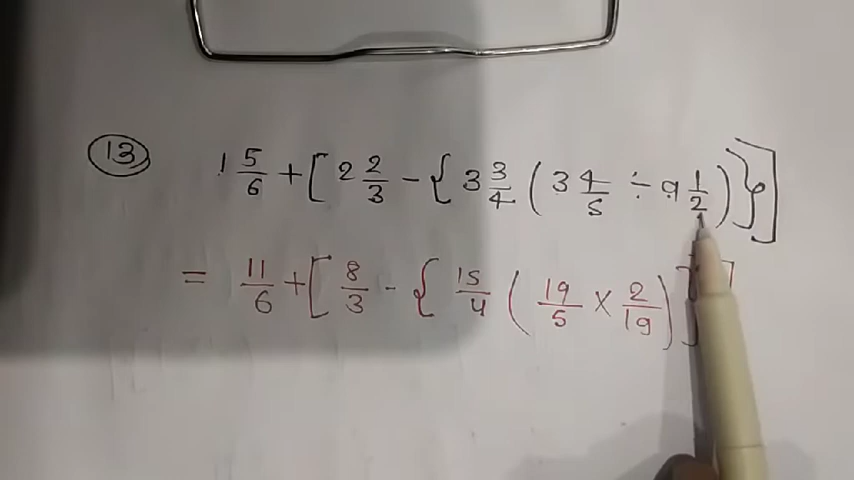 13 1 5/6 + [ 2 2/3 - { 3 3/4 ( 3 4/5 ÷ 9 1/2 ) } ]
= 11/6 + [ 8/3 - { 15/4 ( 19/5 × 2/19 ) } ]